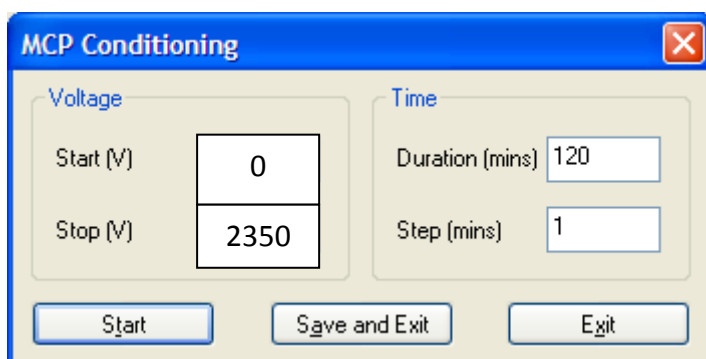 MCP Conditioning
Voltage
Start (V) 0
Stop (V) 2350
Time
Duration (mins) 120
Step (mins) 1
Start
Save and Exit
Exit